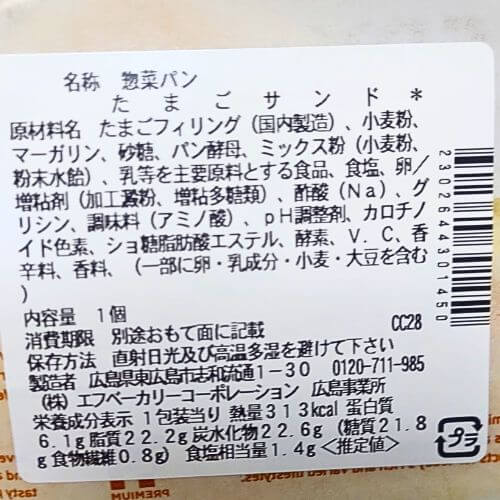 名称 惣菜パン
たまごサンド*
原材料名 たまごフィリング(国内製造)、小麦粉、
マーガリン、砂糖、パン酵母、ミックス粉(小麦粉、
粉末水飴)、乳等を主要原料とする食品、食塩、卵/
増粘剤(加工澱粉、増粘多糖類)、酢酸(Na)、グ
リシン、調味料(アミノ酸)、pH調整剤、カロチノ
イド色素、ショ糖脂肪酸エステル、酵素、V.C、香
辛料、香料、(一部に卵・乳成分・小麦・大豆を含む
)
内容量 1個
消費期限 別途おもて面に記載 CC28
保存方法 直射日光及び高温多湿を避けて下さい
製造者 広島県東広島市志和流通1-30 0120-711-985
(株)エフベーカリーコーポレーション 広島事業所
栄養成分表示 1包装当り 熱量313kcal 蛋白質
6.1g脂質22.2g炭水化物22.6g(糖質21.8
g食物繊維0.8g) 食塩相当量1.4g<推定値>
2302644301450
プラ
PREMIUM